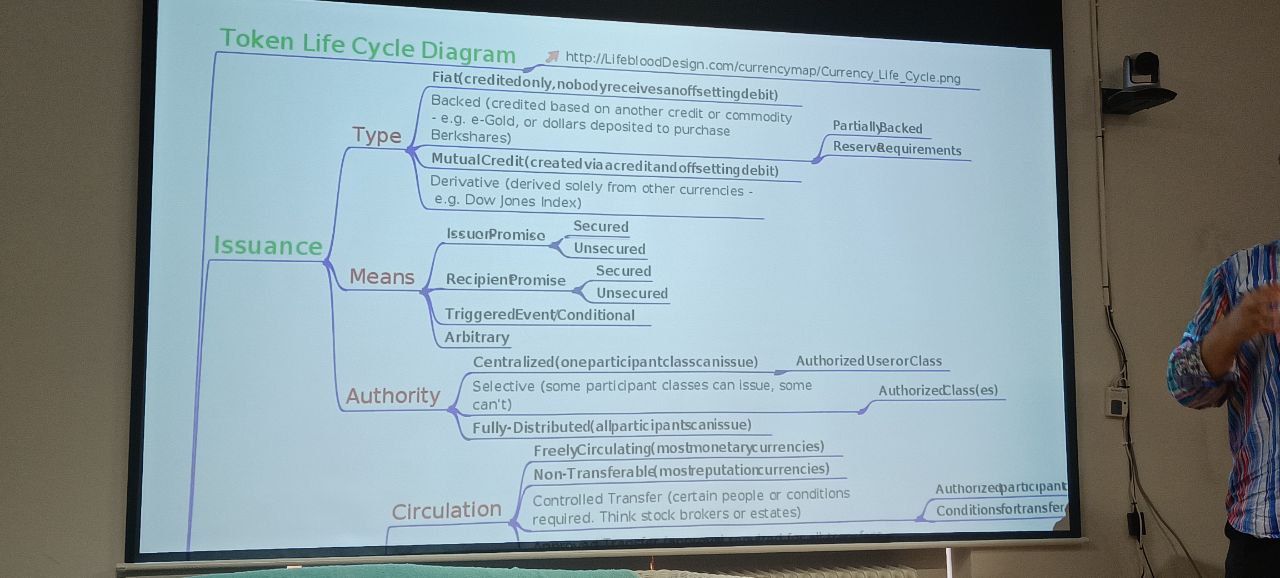 Token Life Cycle Diagram
http://LifebloodDesign.com/currencymap/Currency_Life_Cycle.png
Issuance
Type
Fiat(creditedonly,nobodyreceivesanoffsettingdebit)
Backed (credited based on another credit or commodity
- e.g. e-Gold, or dollars deposited to purchase
Berkshares)
PartiallyBacked
ReserveRequirements
MutualCredit(createdviaacreditandoffsettingdebit)
Derivative (derived solely from other currencies -
e.g. Dow Jones Index)
Means
IssuerPromise
Secured
Unsecured
RecipientPromise
Secured
Unsecured
TriggeredEvent/Conditional
Arbitrary
Authority
Centralized(oneparticipantclasscanissue)
AuthorizedUserorClass
Selective (some participant classes can issue, some
can't)
AuthorizedClass(es)
Fully-Distributed(allparticipantscanissue)
Circulation
FreelyCirculating(mostmonetarycurrencies)
Non-Transferable(mostreputationcurrencies)
Controlled Transfer (certain people or conditions
required. Think stock brokers or estates)
Authorizedparticipant
Conditionsfortransfer